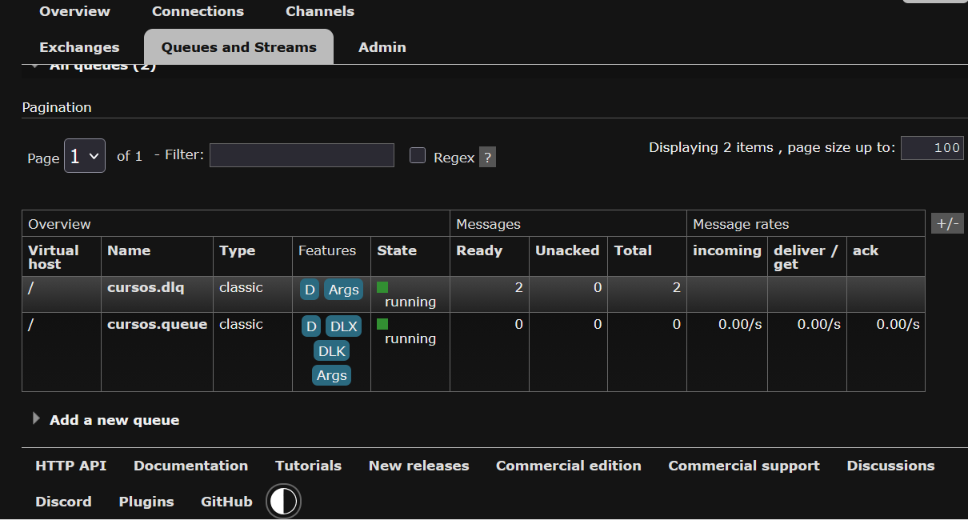 Overview Connections Channels
Exchanges Queues and Streams Admin
All queues (2)
Pagination
Page 1 of 1 - Filter: Regex ? Displaying 2 items , page size up to: 100
Overview Messages Message rates +/-
Virtual host Name Type Features State Ready Unacked Total incoming deliver / get ack
/ cursos.dlq classic D Args running 2 0 2
/ cursos.queue classic D DLX DLK Args running 0 0 0 0.00/s 0.00/s 0.00/s
Add a new queue
HTTP API Documentation Tutorials New releases Commercial edition Commercial support Discussions
Discord Plugins GitHub